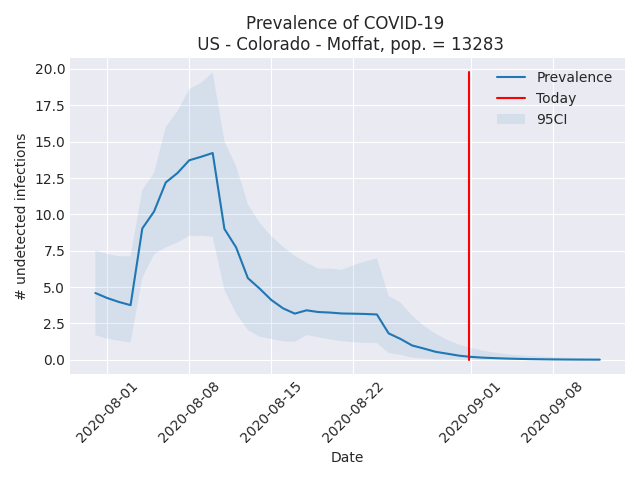 Prevalence of COVID-19
US - Colorado - Moffat, pop. = 13283
20.0
17.5
15.0
12.5
10.0
7.5
5.0
2.5
0.0
# undetected infections
Prevalence
Today
95CI
2020-08-01
2020-08-08
2020-08-15
2020-08-22
2020-09-01
2020-09-08
Date